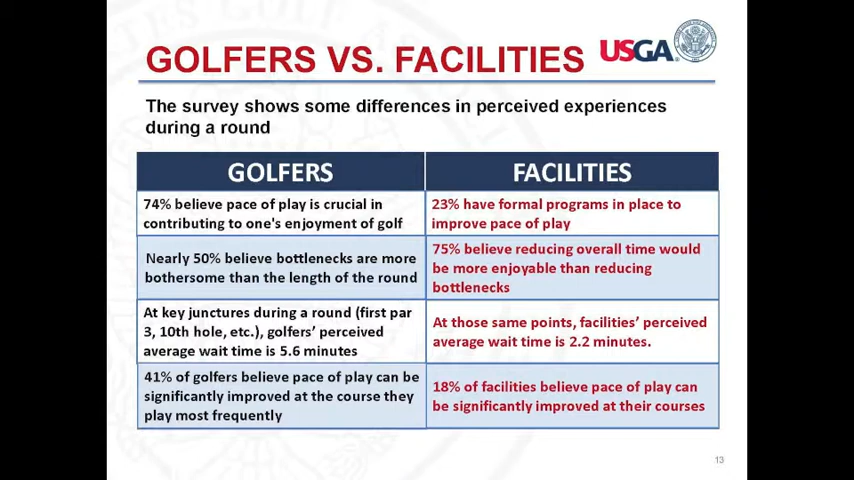 GOLFERS VS. FACILITIES
USGA
The survey shows some differences in perceived experiences
during a round
GOLFERS
FACILITIES
74% believe pace of play is crucial in
contributing to one's enjoyment of golf
23% have formal programs in place to
improve pace of play
Nearly 50% believe bottlenecks are more
bothersome than the length of the round
75% believe reducing overall time would
be more enjoyable than reducing
bottlenecks
At key junctures during a round (first par
3, 10th hole, etc.), golfers’ perceived
average wait time is 5.6 minutes
At those same points, facilities’ perceived
average wait time is 2.2 minutes.
41% of golfers believe pace of play can be
significantly improved at the course they
play most frequently
18% of facilities believe pace of play can
be significantly improved at their courses
13